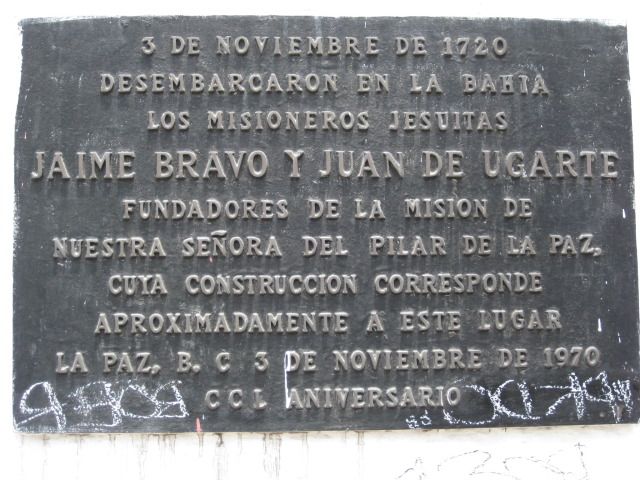 3 DE NOVIEMBRE DE 1720
DESEMBARCARON EN LA BAHIA
LOS MISIONEROS JESUITAS
JAIME BRAVO Y JUAN DE UGARTE
FUNDADORES DE LA MISION DE
NUESTRA SEÑORA DEL PILAR DE LA PAZ,
CUYA CONSTRUCCION CORRESPONDE
APROXIMADAMENTE A ESTE LUGAR
LA PAZ, B. C 3 DE NOVIEMBRE DE 1970
CCL ANIVERSARIO